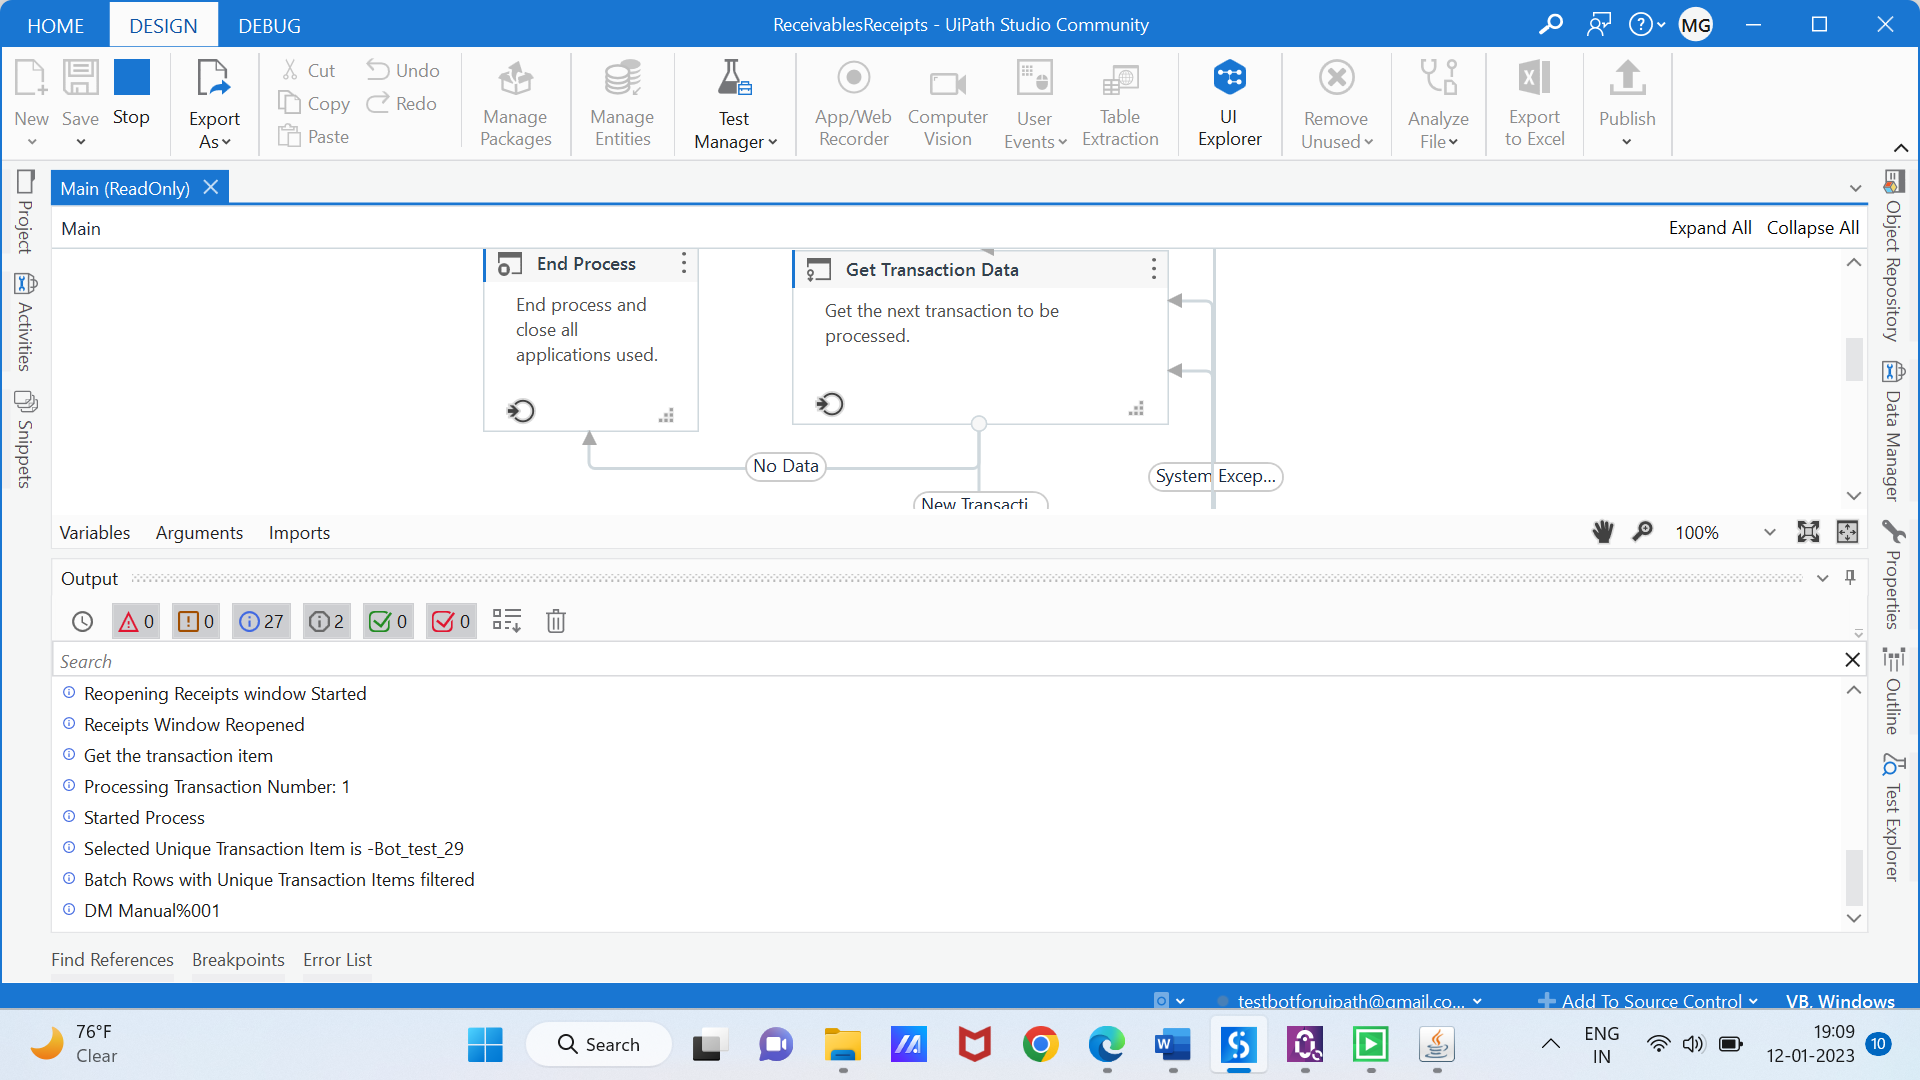 HOME DESIGN DEBUG
ReceivablesReceipts - UiPath Studio Community
MG
New
Save
Stop
Export As
Cut
Copy
Paste
Undo
Redo
Manage Packages
Manage Entities
Test Manager
App/Web Recorder
Computer Vision
User Events
Table Extraction
UI Explorer
Remove Unused
Analyze File
Export to Excel
Publish
Project
Activities
Snippets
Main (ReadOnly)
Main
Expand All Collapse All
End Process
End process and
close all
applications used.
Get Transaction Data
Get the next transaction to be
processed.
No Data
New Transacti...
System Excep...
Variables Arguments Imports
100%
Output
0 0 27 2 0 0
Search
Reopening Receipts window Started
Receipts Window Reopened
Get the transaction item
Processing Transaction Number: 1
Started Process
Selected Unique Transaction Item is -Bot_test_29
Batch Rows with Unique Transaction Items filtered
DM Manual%001
Find References Breakpoints Error List
Object Repository
Data Manager
Properties
Outline
Test Explorer
testbotforuipath@gmail.co... Add To Source Control VB, Windows
76°F
Clear
Search
ENG
IN
19:09
12-01-2023
10